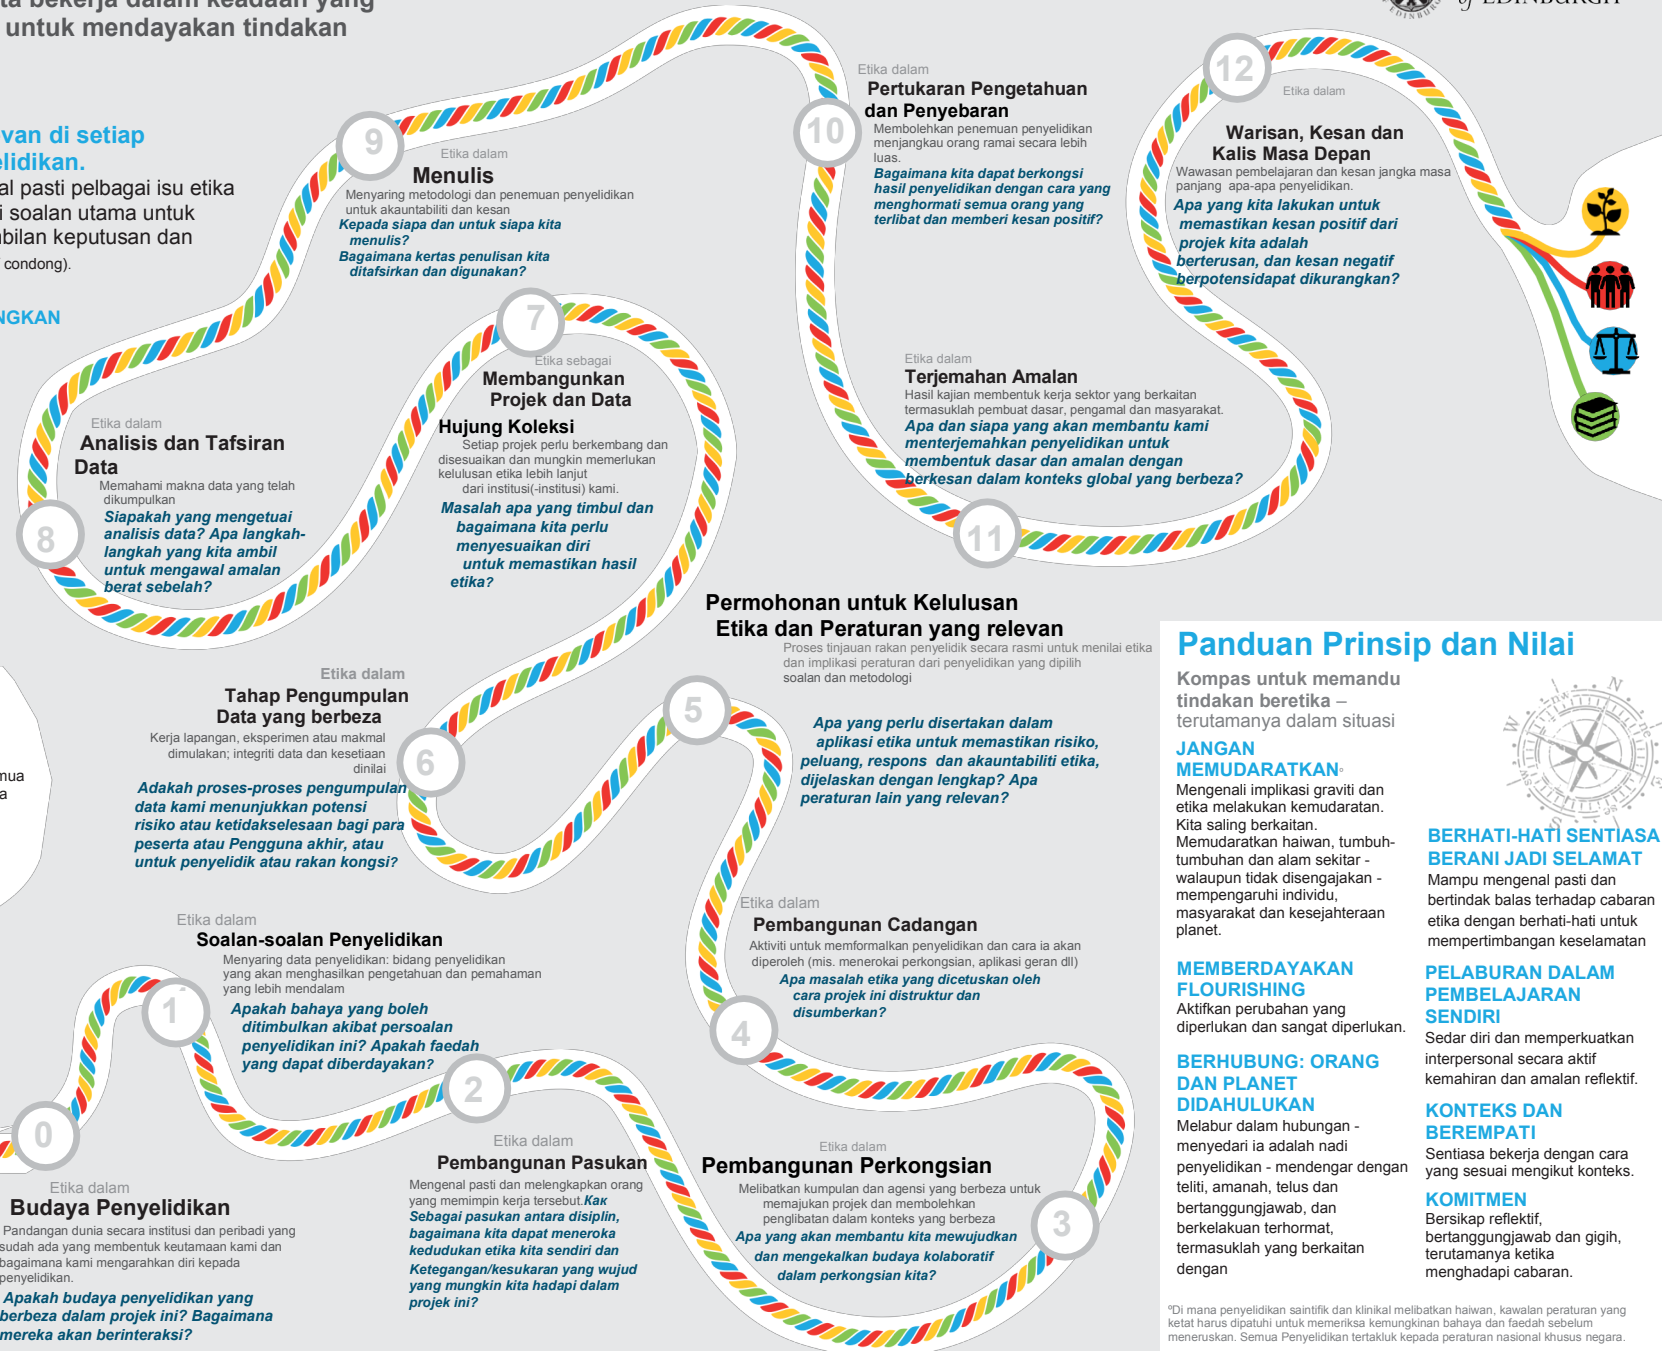 ta bekerja dalam keadaan yang
untuk mendayakan tindakan
of EDINBURGH
van di setiap
elidikan.
al pasti pelbagai isu etika
i soalan utama untuk
bilan keputusan dan
condong).
NGKAN
9
Etika dalam
Menulis
Menyaring metodologi dan penemuan penyelidikan
untuk akauntabiliti dan kesan
Kepada siapa dan untuk siapa kita
menulis?
Bagaimana kertas penulisan kita
ditafsirkan dan digunakan?
10
Etika dalam
Pertukaran Pengetahuan
dan Penyebaran
Membolehkan penemuan penyelidikan
menjangkau orang ramai secara lebih
luas.
Bagaimana kita dapat berkongsi
hasil penyelidikan dengan cara yang
menghormati semua orang yang
terlibat dan memberi kesan positif?
12
Etika dalam
Warisan, Kesan dan
Kalis Masa Depan
Wawasan pembelajaran dan kesan jangka masa
panjang apa-apa penyelidikan.
Apa yang kita lakukan untuk
memastikan kesan positif dari
projek kita adalah
berterusan, dan kesan negatif
berpotensidapat dikurangkan?
7
Etika sebagai
Membangunkan
Projek dan Data
Hujung Koleksi
Setiap projek perlu berkembang dan
disesuaikan dan mungkin memerlukan
kelulusan etika lebih lanjut
dari institusi(-institusi) kami.
Masalah apa yang timbul dan
bagaimana kita perlu
menyesuaikan diri
untuk memastikan hasil
etika?
Etika dalam
Analisis dan Tafsiran
Data
Memahami makna data yang telah
dikumpulkan
Siapakah yang mengetuai
analisis data? Apa langkah-
langkah yang kita ambil
untuk mengawal amalan
berat sebelah?
8
Etika dalam
Terjemahan Amalan
Hasil kajian membentuk kerja sektor yang berkaitan
termasuklah pembuat dasar, pengamal dan masyarakat.
Apa dan siapa yang akan membantu kami
menterjemahkan penyelidikan untuk
membentuk dasar dan amalan dengan
berkesan dalam konteks global yang berbeza?
11
Permohonan untuk Kelulusan
Etika dan Peraturan yang relevan
Proses tinjauan rakan penyelidik secara rasmi untuk menilai etika
dan implikasi peraturan dari penyelidikan yang dipilih
soalan dan metodologi
5
Apa yang perlu disertakan dalam
aplikasi etika untuk memastikan risiko,
peluang, respons dan akauntabiliti etika,
dijelaskan dengan lengkap? Apa
peraturan lain yang relevan?
Etika dalam
Tahap Pengumpulan
Data yang berbeza
Kerja lapangan, eksperimen atau makmal
dimulakan; integriti data dan kesetiaan
dinilai
6
Adakah proses-proses pengumpulan
data kami menunjukkan potensi
risiko atau ketidakselesaan bagi para
peserta atau Pengguna akhir, atau
untuk penyelidik atau rakan kongsi?
mua
a
Etika dalam
Soalan-soalan Penyelidikan
Menyaring data penyelidikan: bidang penyelidikan
yang akan menghasilkan pengetahuan dan pemahaman
yang lebih mendalam
1
Apakah bahaya yang boleh
ditimbulkan akibat persoalan
penyelidikan ini? Apakah faedah
yang dapat diberdayakan?
Etika dalam
Pembangunan Cadangan
Aktiviti untuk memformalkan penyelidikan dan cara ia akan
diperoleh (mis. menerokai perkongsian, aplikasi geran dll)
Apa masalah etika yang dicetuskan oleh
cara projek ini distruktur dan
disumberkan?
4
2
0
Etika dalam
Budaya Penyelidikan
Pandangan dunia secara institusi dan peribadi yang
sudah ada yang membentuk keutamaan kami dan
bagaimana kami mengarahkan diri kepada
penyelidikan.
Apakah budaya penyelidikan yang
berbeza dalam projek ini? Bagaimana
mereka akan berinteraksi?
Etika dalam
Pembangunan Pasukan
Mengenal pasti dan melengkapkan orang
yang memimpin kerja tersebut.Как
Sebagai pasukan antara disiplin,
bagaimana kita dapat meneroka
kedudukan etika kita sendiri dan
Ketegangan/kesukaran yang wujud
yang mungkin kita hadapi dalam
projek ini?
Etika dalam
Pembangunan Perkongsian
Melibatkan kumpulan dan agensi yang berbeza untuk
memajukan projek dan membolehkan
penglibatan dalam konteks yang berbeza
Apa yang akan membantu kita mewujudkan
dan mengekalkan budaya kolaboratif
dalam perkongsian kita?
3
Panduan Prinsip dan Nilai
Kompas untuk memandu
tindakan beretika –
terutamanya dalam situasi
JANGAN
MEMUDARATKAN°
Mengenali implikasi graviti dan
etika melakukan kemudaratan.
Kita saling berkaitan.
Memudaratkan haiwan, tumbuh-
tumbuhan dan alam sekitar -
walaupun tidak disengajakan -
mempengaruhi individu,
masyarakat dan kesejahteraan
planet.
MEMBERDAYAKAN
FLOURISHING
Aktifkan perubahan yang
diperlukan dan sangat diperlukan.
BERHUBUNG: ORANG
DAN PLANET
DIDAHULUKAN
Melabur dalam hubungan -
menyedari ia adalah nadi
penyelidikan - mendengar dengan
teliti, amanah, telus dan
bertanggungjawab, dan
berkelakuan terhormat,
termasuklah yang berkaitan
dengan
N
W
S
BERHATI-HATI SENTIASA
BERANI JADI SELAMAT
Mampu mengenal pasti dan
bertindak balas terhadap cabaran
etika dengan berhati-hati untuk
mempertimbangan keselamatan
PELABURAN DALAM
PEMBELAJARAN
SENDIRI
Sedar diri dan memperkuatkan
interpersonal secara aktif
kemahiran dan amalan reflektif.
KONTEKS DAN
BEREMPATI
Sentiasa bekerja dengan cara
yang sesuai mengikut konteks.
KOMITMEN
Bersikap reflektif,
bertanggungjawab dan gigih,
terutamanya ketika
menghadapi cabaran.
°Di mana penyelidikan saintifik dan klinikal melibatkan haiwan, kawalan peraturan yang
ketat harus dipatuhi untuk memeriksa kemungkinan bahaya dan faedah sebelum
meneruskan. Semua Penyelidikan tertakluk kepada peraturan nasional khusus negara.